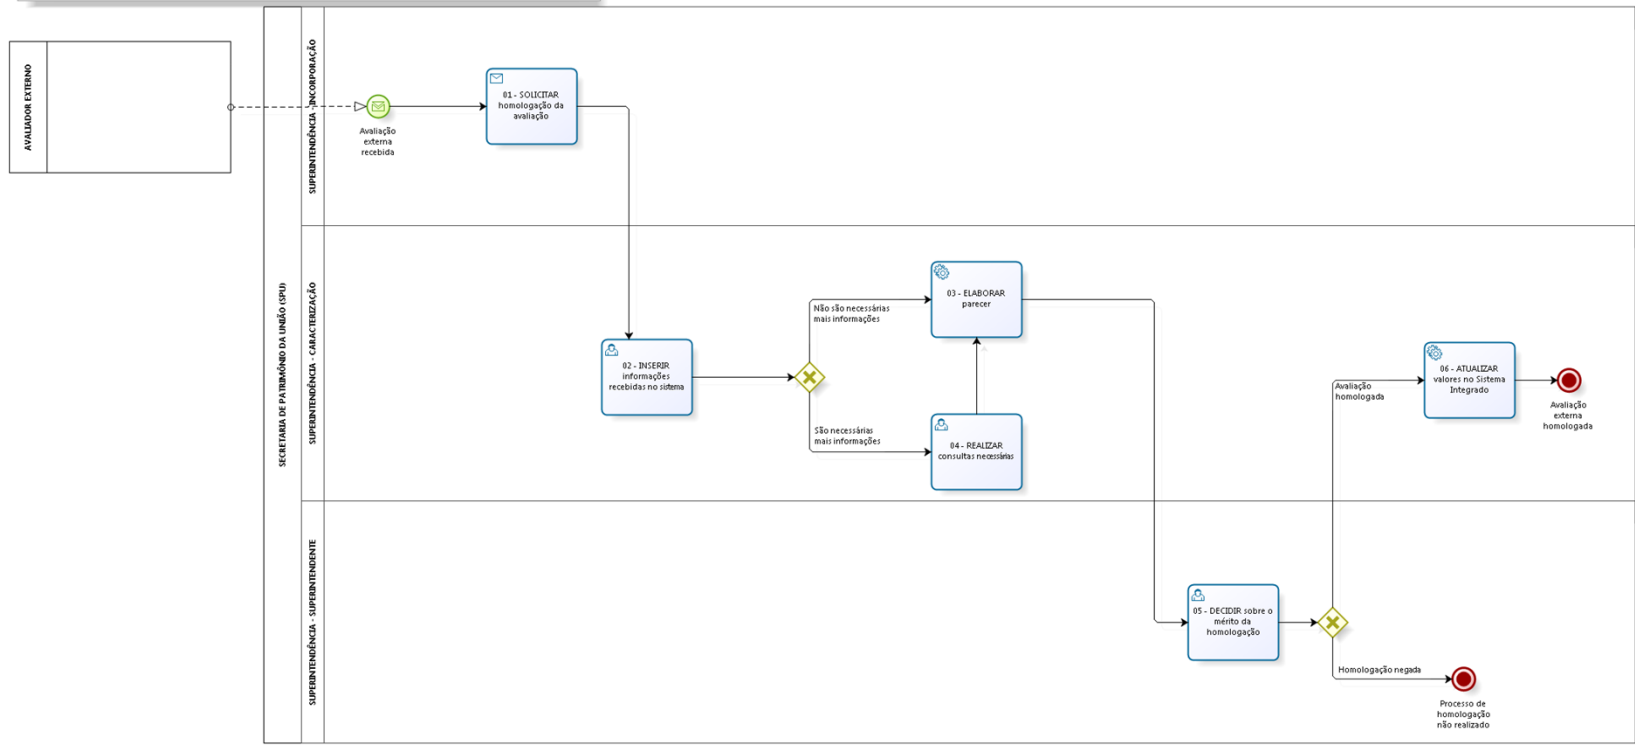 AVALIADOR EXTERNO
SECRETARIA DE PATRIMÔNIO DA UNIÃO (SPU)
SUPERINTENDÊNCIA - INCORPORAÇÃO
Avaliação
externa
recebida
01 - SOLICITAR
homologação da
avaliação
SUPERINTENDÊNCIA - CARACTERIZAÇÃO
02 - INSERIR
informações
recebidas no sistema
Não são necessárias
mais informações
São necessárias
mais informações
03 - ELABORAR
parecer
04 - REALIZAR
consultas necessárias
Avaliação
homologada
06 - ATUALIZAR
valores no Sistema
Integrado
Avaliação
externa
homologada
SUPERINTENDÊNCIA - SUPERINTENDENTE
05 - DECIDIR sobre o
mérito da
homologação
Homologação negada
Processo de
homologação
não realizado